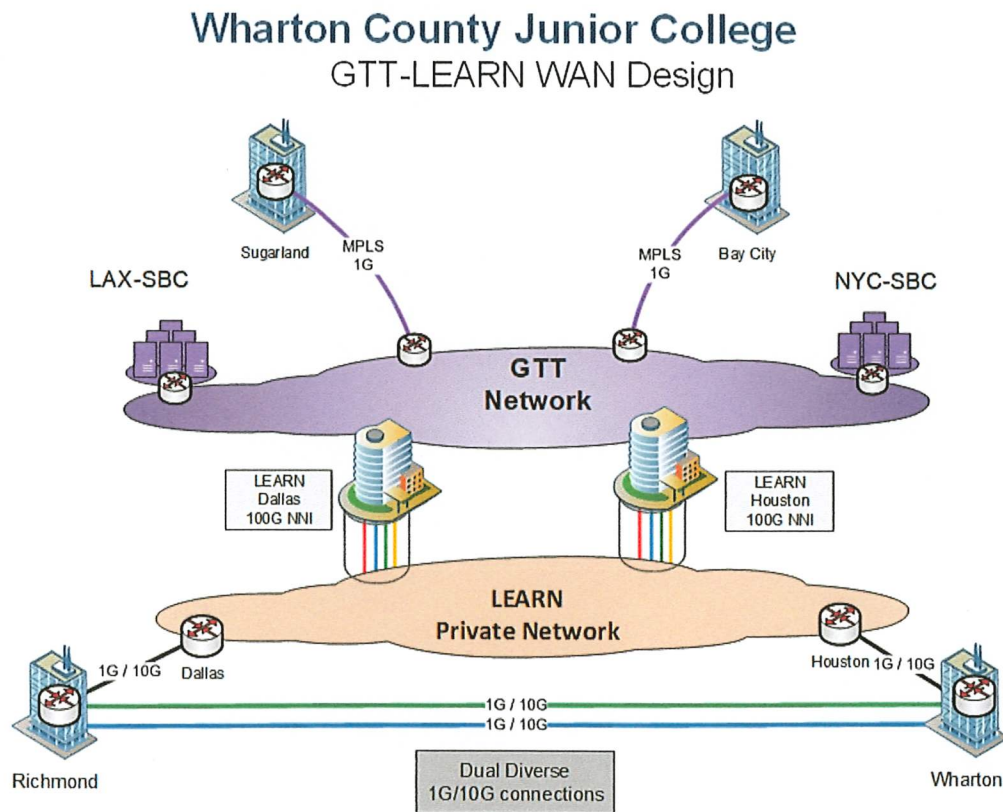 Wharton County Junior College
GTT-LEARN WAN Design
Sugarland
MPLS
1G
MPLS
1G
Bay City
LAX-SBC
NYC-SBC
GTT
Network
LEARN
Dallas
100G NNI
LEARN
Houston
100G NNI
LEARN
Private Network
1G / 10G
Dallas
Houston
1G / 10G
1G / 10G
1G / 10G
Richmond
Dual Diverse
1G/10G connections
Wharton